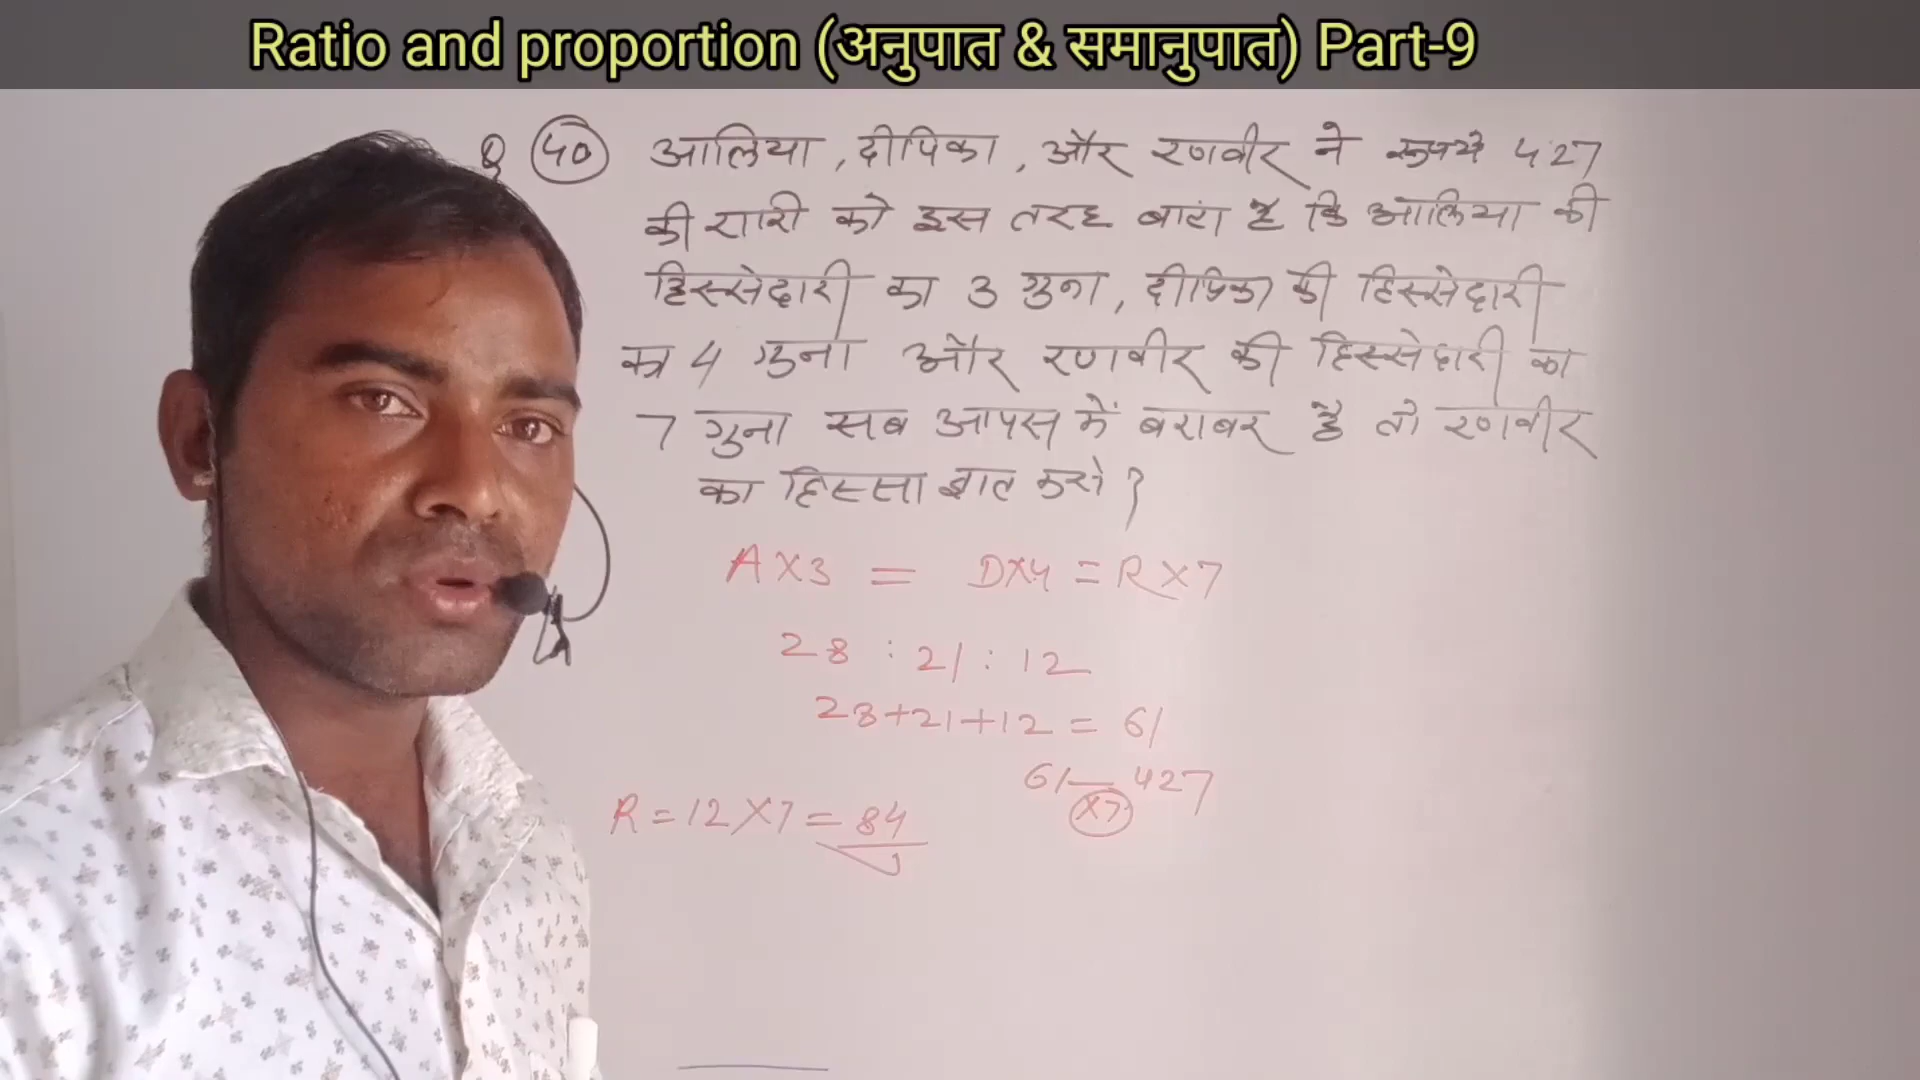 Ratio and proportion (अनुपात & समानुपात) Part-9
Q 40 आलिया, दीपिका, और रणवीर ने रूपये 427
की राशी को इस तरह बाटां है कि आलिया की
हिस्सेदारी का 3 गुना, दीपिका की हिस्सेदारी
का 4 गुना और रणवीर की हिस्सेदारी का
7 गुना सब आपस में बराबर है तो रणवीर
का हिस्सा ज्ञात करो ?
A×3 = D×4 = R×7
28 : 21 : 12
28+21+12 = 61
61 — 427
×7
R = 12×7 = 84